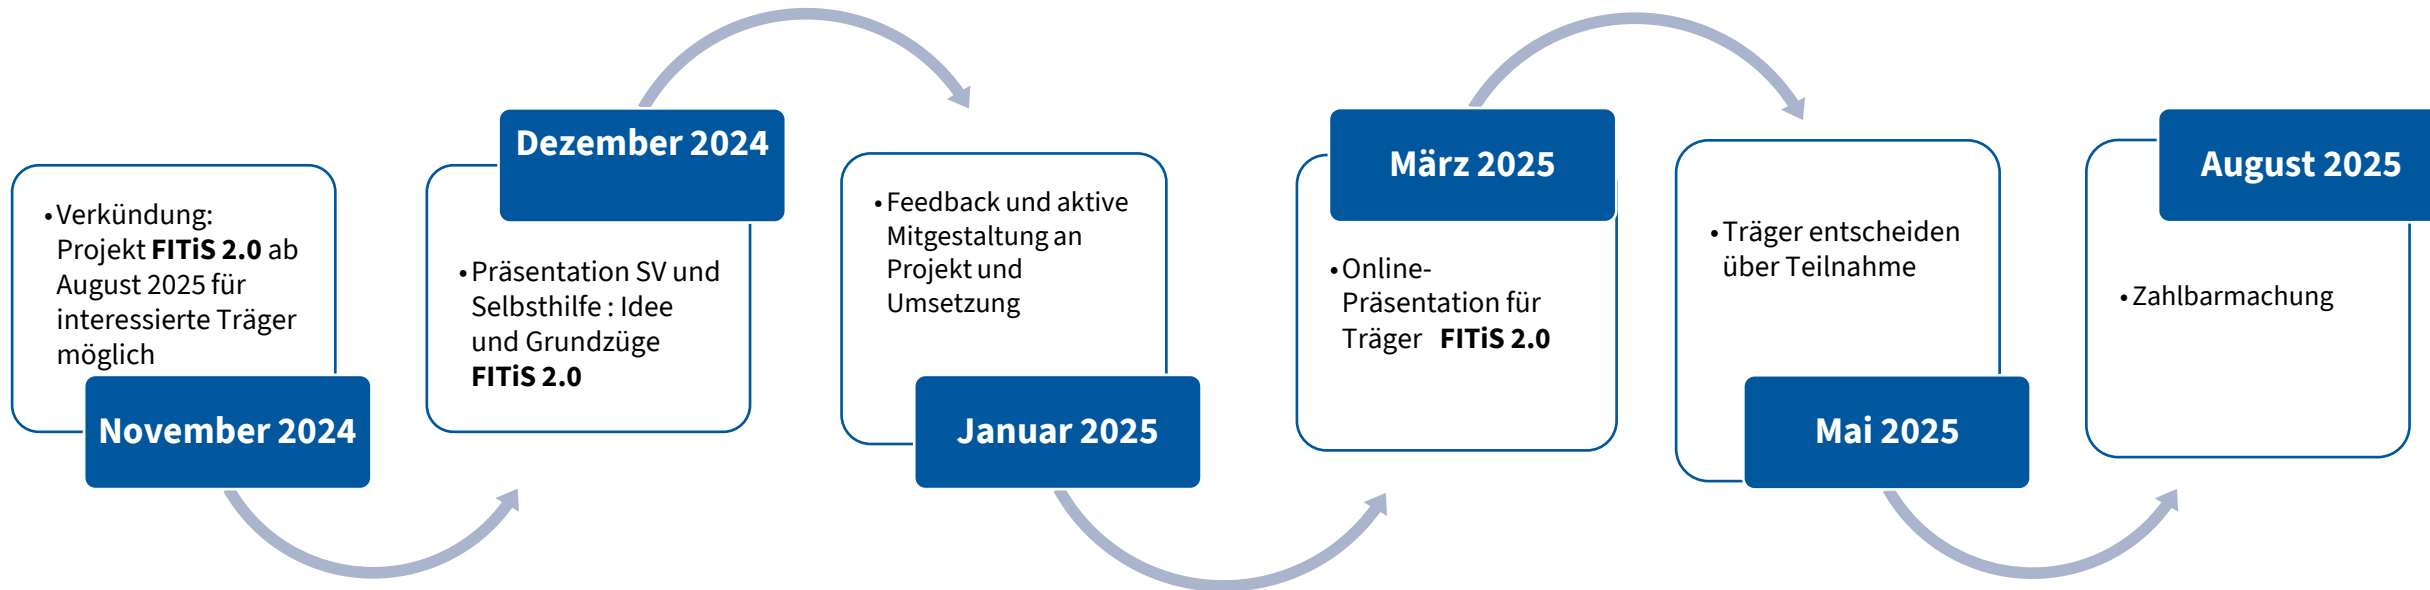 •Verkündung:
Projekt FITiS 2.0 ab
August 2025 für
interessierte Träger
möglich
November 2024
Dezember 2024
•Präsentation SV und
Selbsthilfe : Idee
und Grundzüge
FITiS 2.0
•Feedback und aktive
Mitgestaltung an
Projekt und
Umsetzung
Januar 2025
März 2025
•Online-
Präsentation für
Träger FITiS 2.0
•Träger entscheiden
über Teilnahme
Mai 2025
August 2025
•Zahlbarmachung